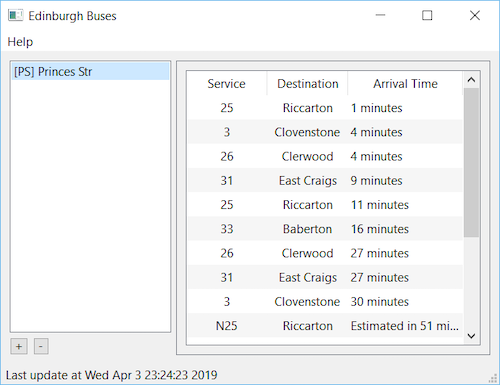 Edinburgh Buses
Help
[PS] Princes Str
Service Destination Arrival Time
25 Riccarton 1 minutes
3 Clovenstone 4 minutes
26 Clerwood 4 minutes
31 East Craigs 9 minutes
25 Riccarton 11 minutes
33 Baberton 16 minutes
26 Clerwood 27 minutes
31 East Craigs 27 minutes
3 Clovenstone 30 minutes
N25 Riccarton Estimated in 51 mi...
+ -
Last update at Wed Apr 3 23:24:23 2019